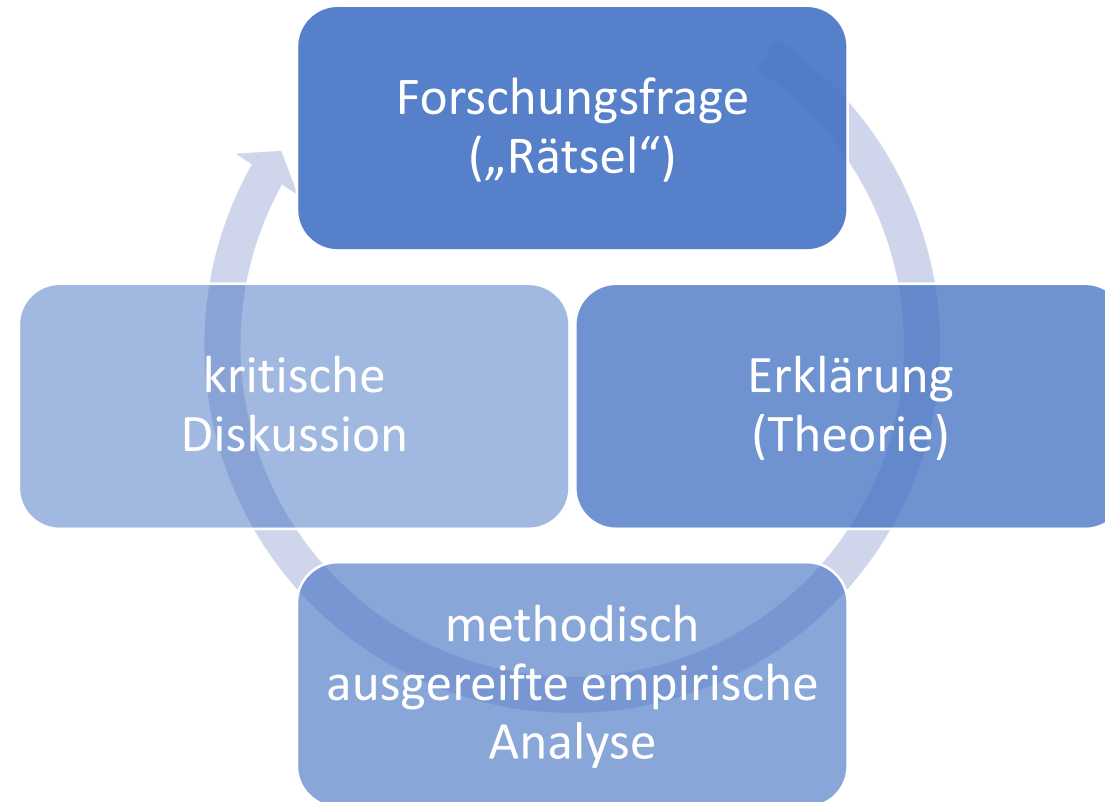 Forschungsfrage
(„Rätsel“)
Erklärung
(Theorie)
methodisch
ausgereifte empirische
Analyse
kritische
Diskussion